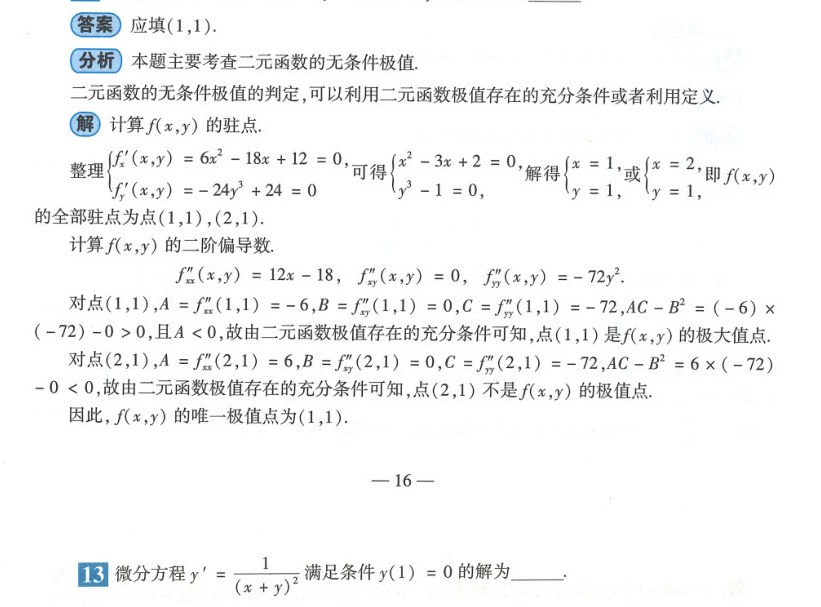 答案 应填(1,1).
分析 本题主要考查二元函数的无条件极值.
二元函数的无条件极值的判定,可以利用二元函数极值存在的充分条件或者利用定义.
解 计算f(x,y) 的驻点.
整理{f′ₓ(x,y) = 6x² − 18x + 12 = 0, f′ᵧ(x,y) = − 24y³ + 24 = 0 可得{x² − 3x + 2 = 0, y³ − 1 = 0, 解得{x = 1, y = 1, 或{x = 2, y = 1, 即f(x,y)
的全部驻点为点(1,1),(2,1).
计算f(x,y) 的二阶偏导数.
f″ₓₓ(x,y) = 12x − 18, f″ₓᵧ(x,y) = 0, f″ᵧᵧ(x,y) = − 72y².
对点(1,1),A = f″ₓₓ(1,1) = − 6,B = f″ₓᵧ(1,1) = 0,C = f″ᵧᵧ(1,1) = − 72,AC − B² = (− 6) ×
(− 72) − 0 > 0,且A < 0,故由二元函数极值存在的充分条件可知,点(1,1) 是f(x,y) 的极大值点.
对点(2,1),A = f″ₓₓ(2,1) = 6,B = f″ₓᵧ(2,1) = 0,C = f″ᵧᵧ(2,1) = − 72,AC − B² = 6 × (− 72)
− 0 < 0,故由二元函数极值存在的充分条件可知,点(2,1) 不是f(x,y) 的极值点.
因此,f(x,y) 的唯一极值点为(1,1).
— 16 —
13 微分方程y′ = 1/(x + y)² 满足条件y(1) = 0 的解为______.